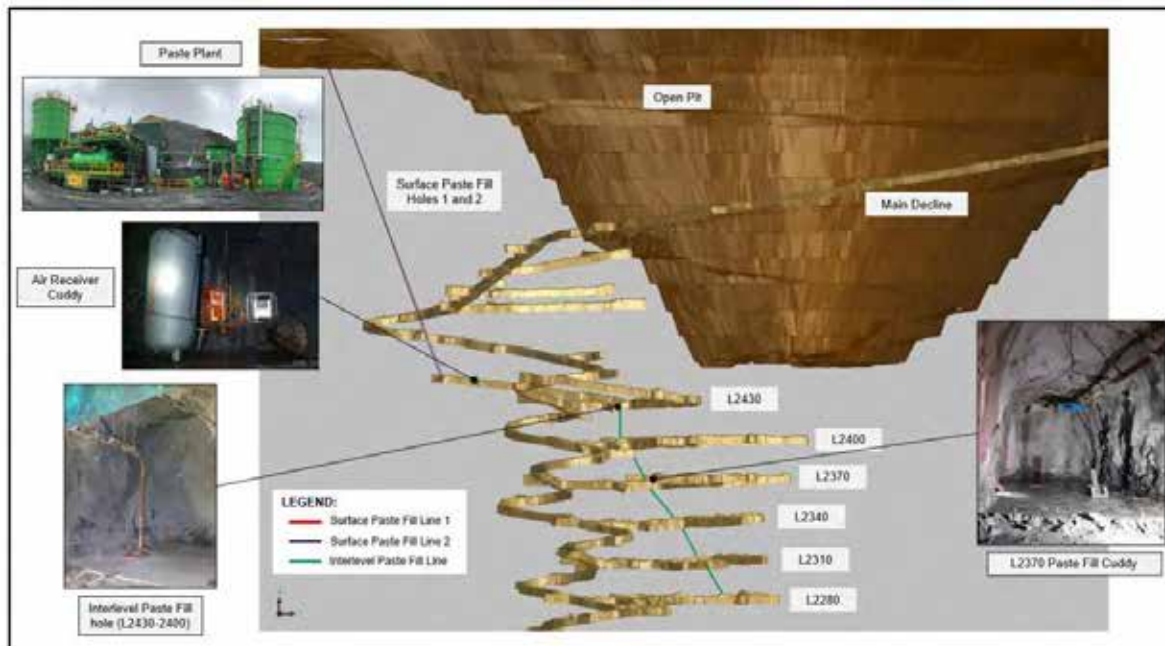 Paste Plant
Open Pit
Surface Paste Fill
Holes 1 and 2
Main Decline
Air Receiver
Cuddy
L2430
L2400
L2370
L2340
L2310
L2280
LEGEND:
Surface Paste Fill Line 1
Surface Paste Fill Line 2
Interlevel Paste Fill Line
L2370 Paste Fill Cuddy
Interlevel Paste Fill
hole (L2430-2400)